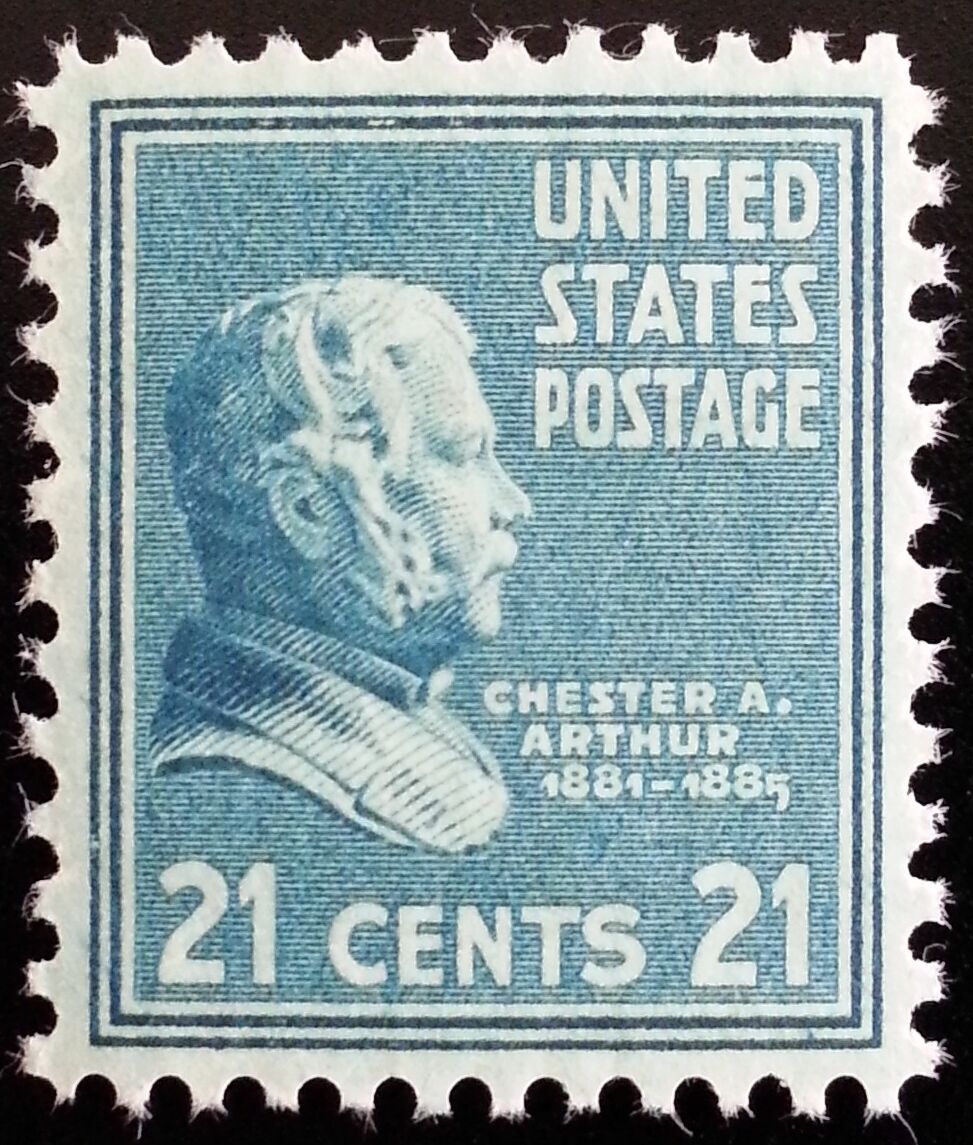 UNITED
STATES
POSTAGE
CHESTER A.
ARTHUR
1881-1885
21 CENTS 21